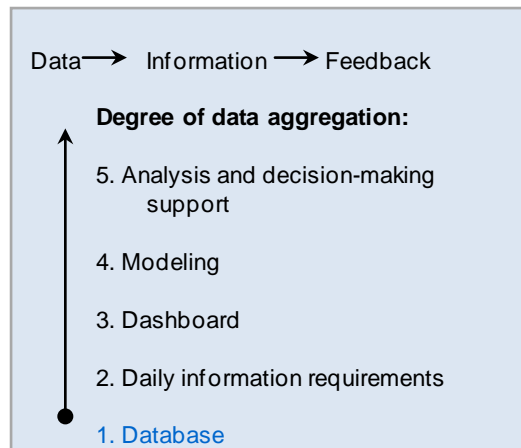 Data Information Feedback
Degree of data aggregation:
5. Analysis and decision-making
support
4. Modeling
3. Dashboard
2. Daily information requirements
1. Database